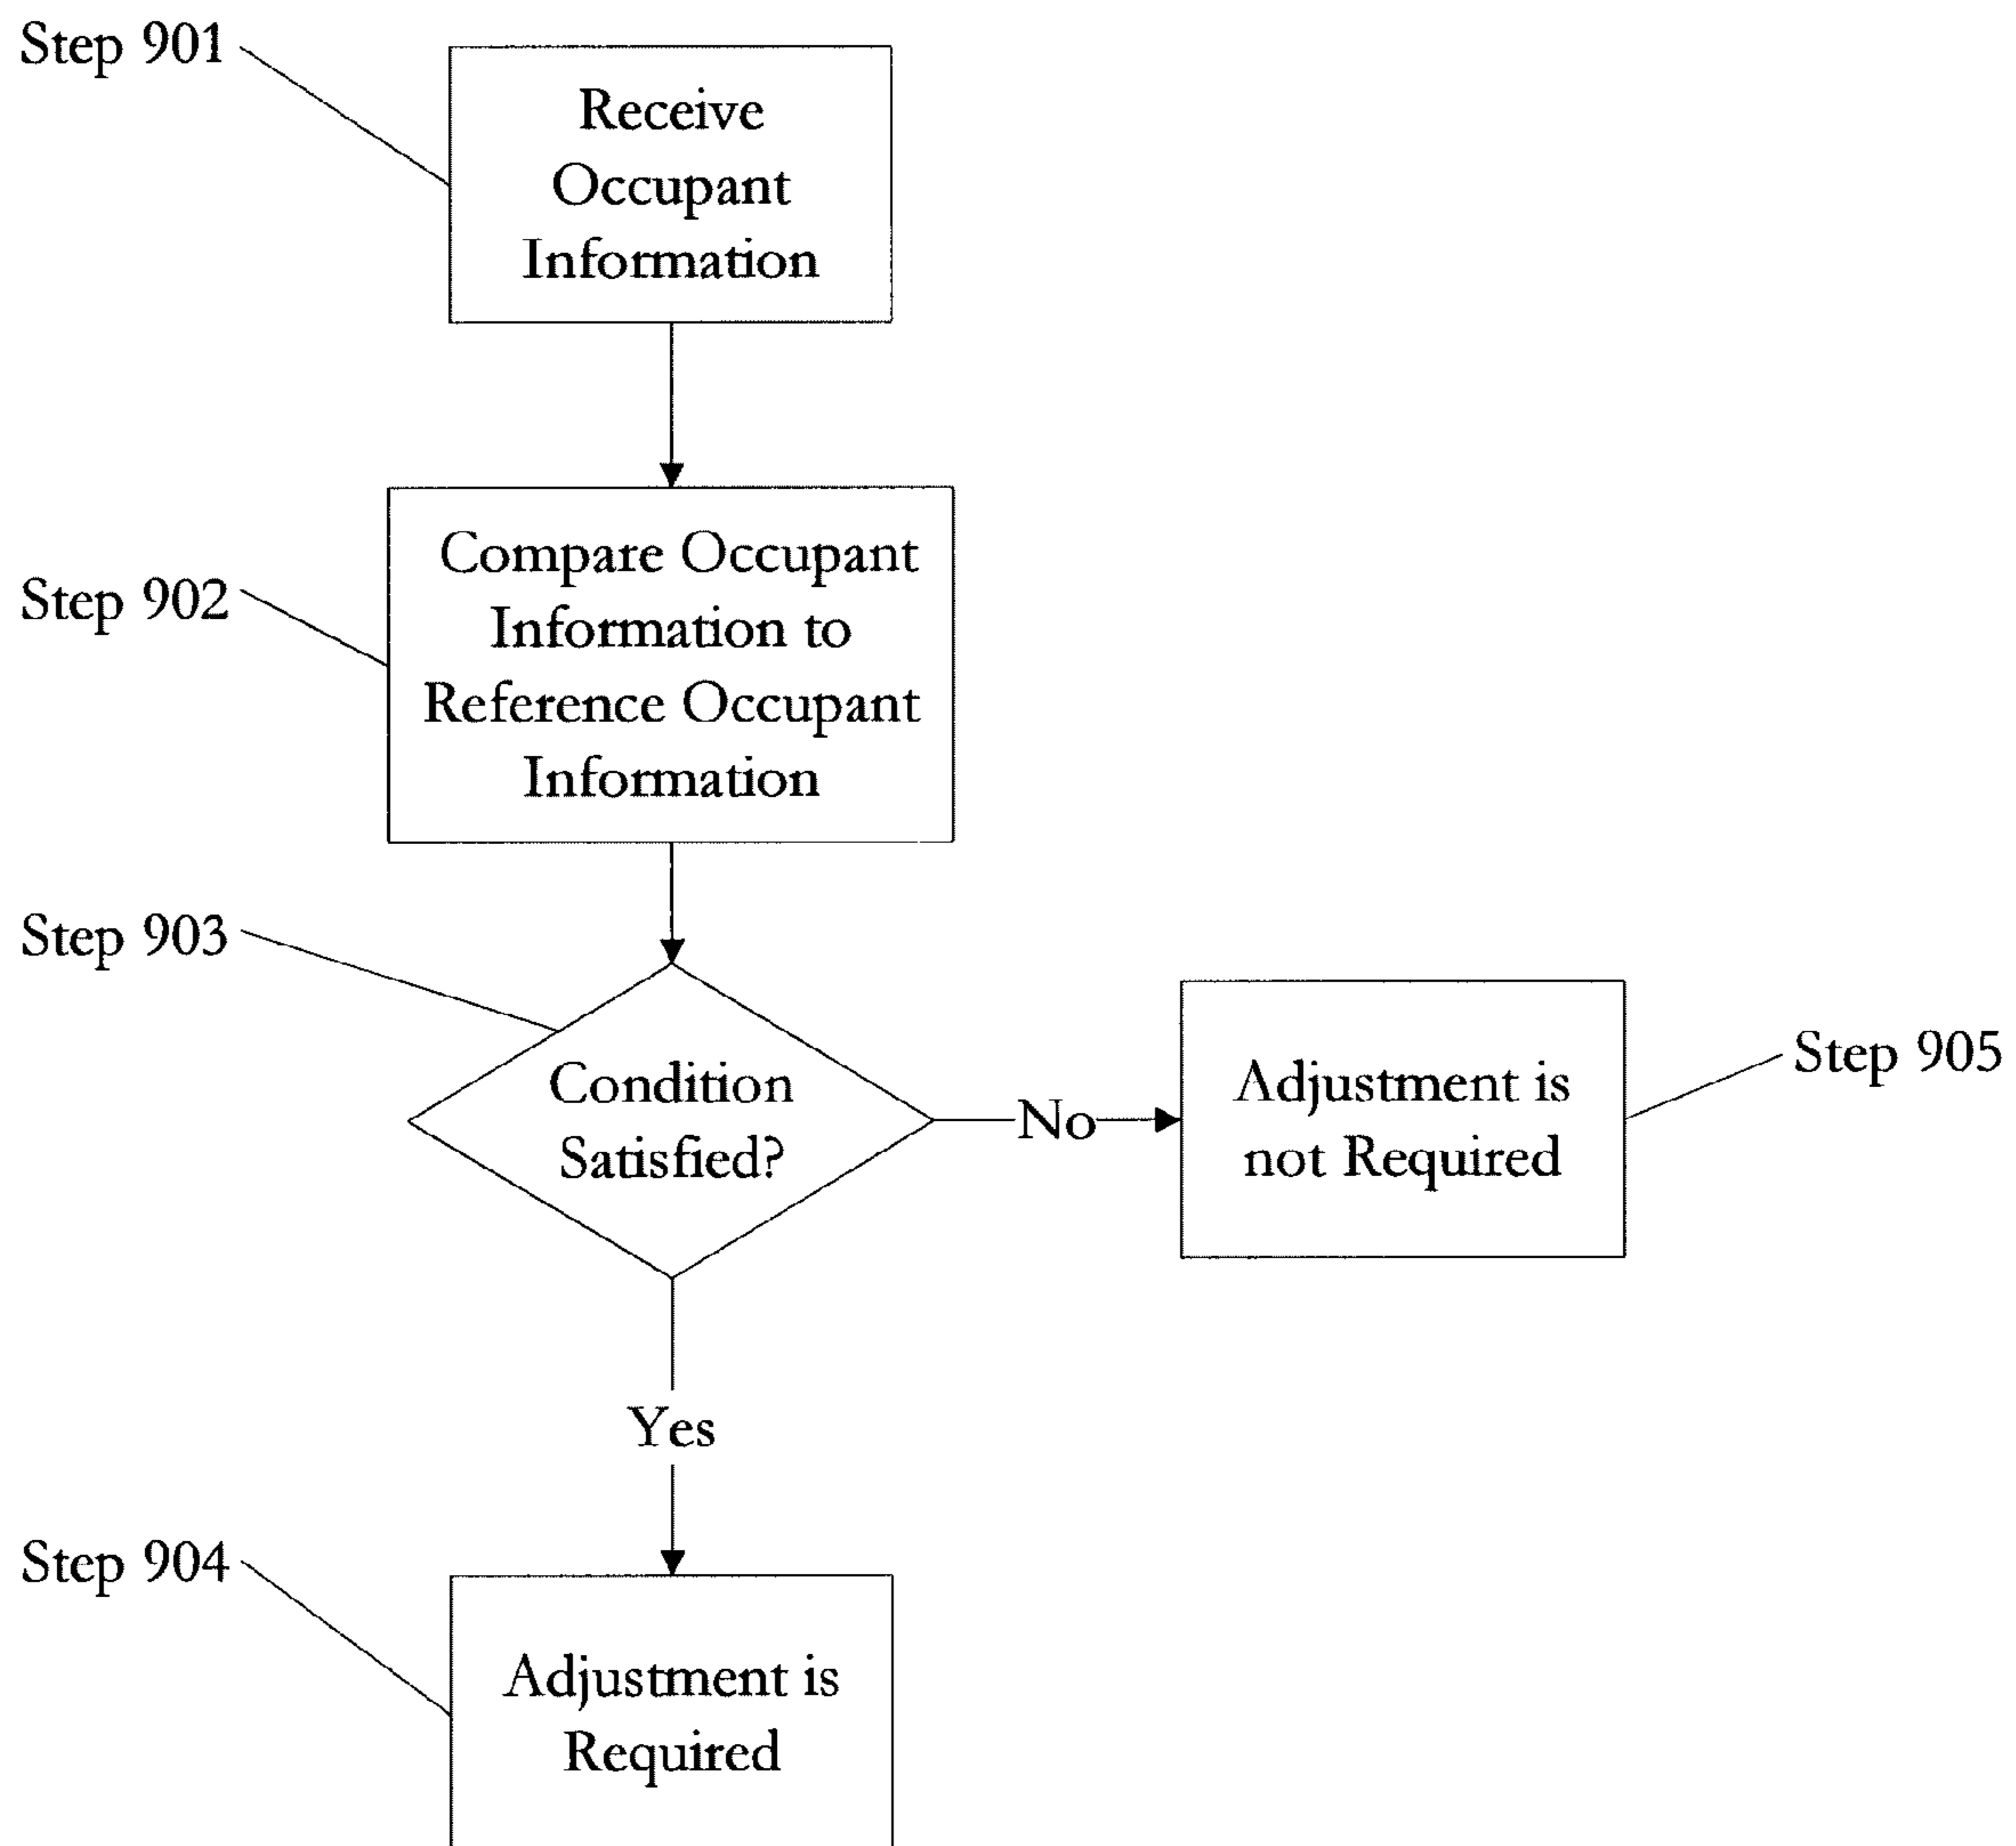 Step 901
Receive
Occupant
Information
Step 902
Compare Occupant
Information to
Reference Occupant
Information
Step 903
Condition
Satisfied?
No
Adjustment is
not Required
Step 905
Yes
Step 904
Adjustment is
Required